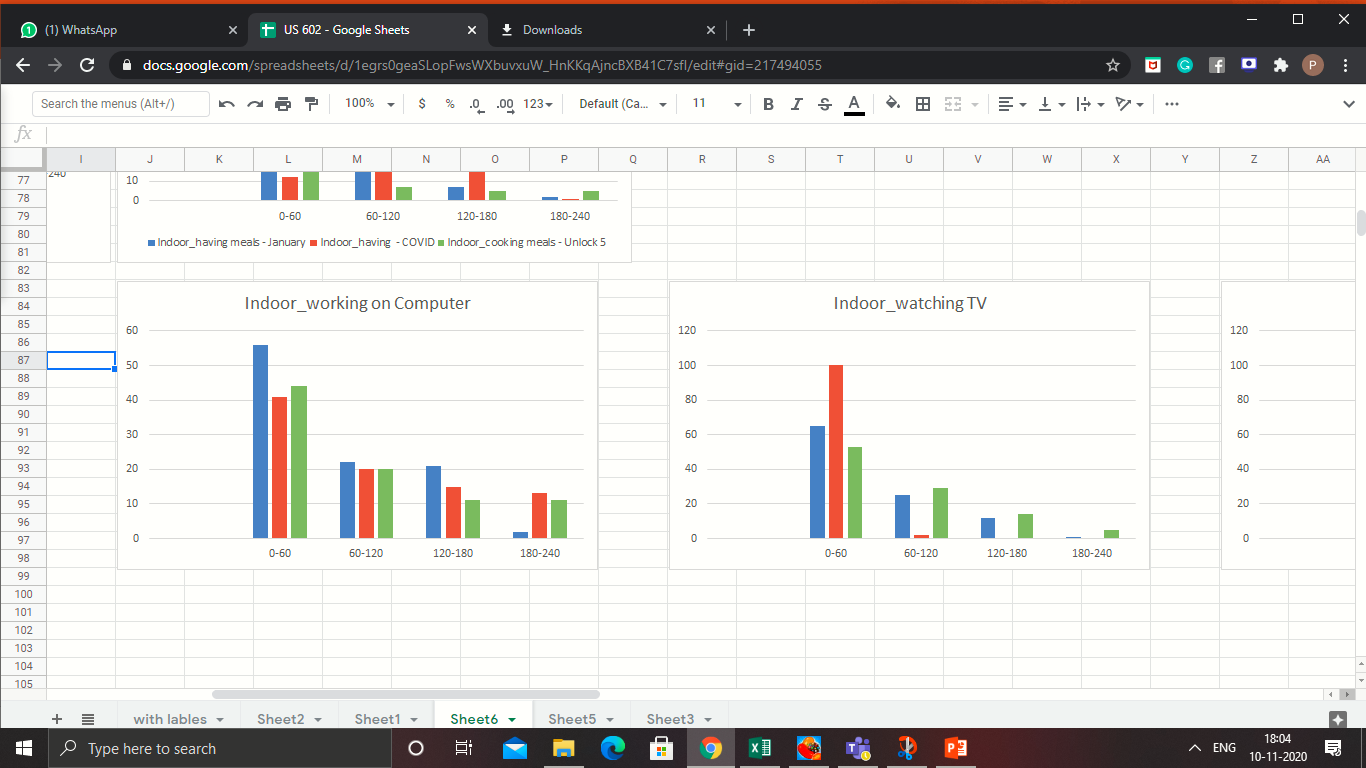 (1) WhatsApp
US 602 - Google Sheets
Downloads
docs.google.com/spreadsheets/d/1egrs0geaSLopFwsWXbuvxuW_HnKKqAjncBXB41C7sfI/edit#gid=217494055
P
Search the menus (Alt+/)
100%
$ % .0 .00 123
Default (Ca...
11
B I S A
fx
I J K L M N O P Q R S T U V W X Y Z AA
77
78
79
80
81
82
83
84
85
86
87
88
89
90
91
92
93
94
95
96
97
98
99
100
101
102
103
104
105
240
10
0
0-60 60-120 120-180 180-240
Indoor_having meals - January Indoor_having - COVID Indoor_cooking meals - Unlock 5
Indoor_working on Computer
60
50
40
30
20
10
0
0-60 60-120 120-180 180-240
Indoor_watching TV
120
100
80
60
40
20
0
0-60 60-120 120-180 180-240
120
100
80
60
40
20
0
with lables Sheet2 Sheet1 Sheet6 Sheet5 Sheet3
Type here to search
ENG
18:04
10-11-2020